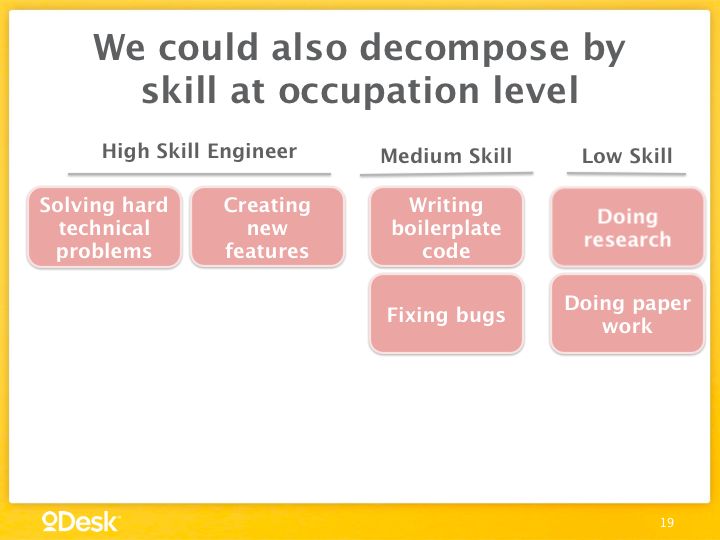 We could also decompose by
skill at occupation level
High Skill Engineer
Medium Skill
Low Skill
Solving hard
technical
problems
Creating
new
features
Writing
boilerplate
code
Doing
research
Fixing bugs
Doing paper
work
oDesk™
19